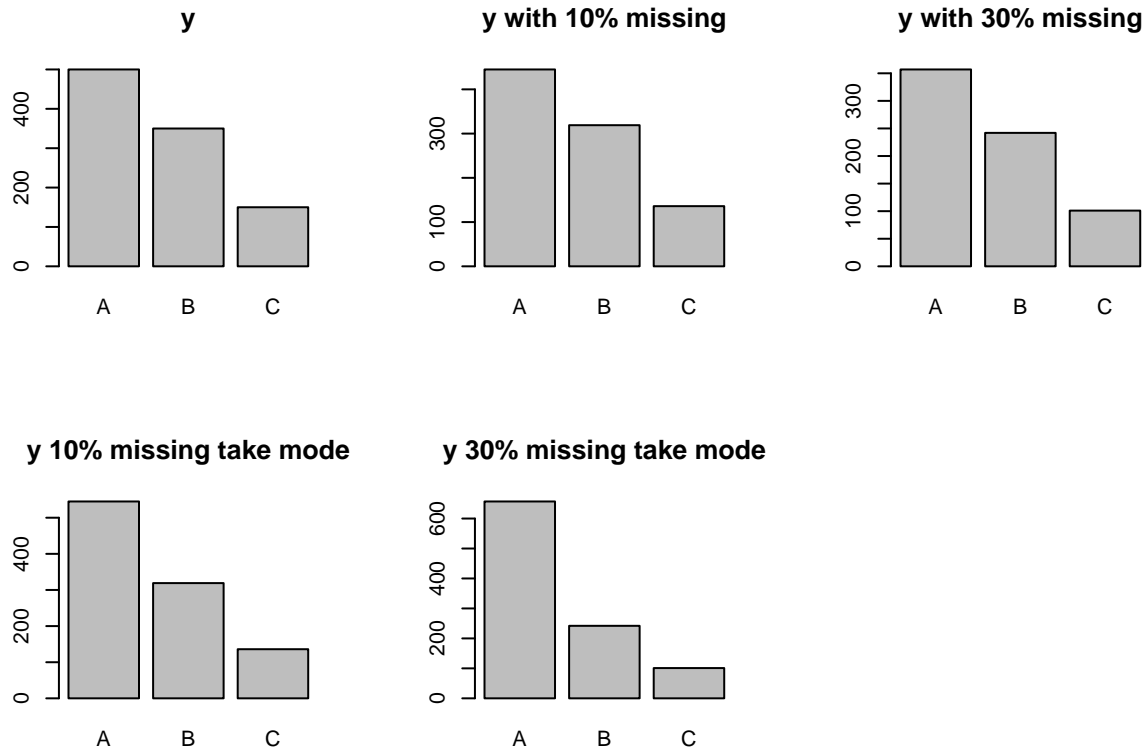 y
400
200
0
A B C
y with 10% missing
300
100
0
A B C
y with 30% missing
300
200
100
0
A B C
y 10% missing take mode
400
200
0
A B C
y 30% missing take mode
600
400
200
0
A B C